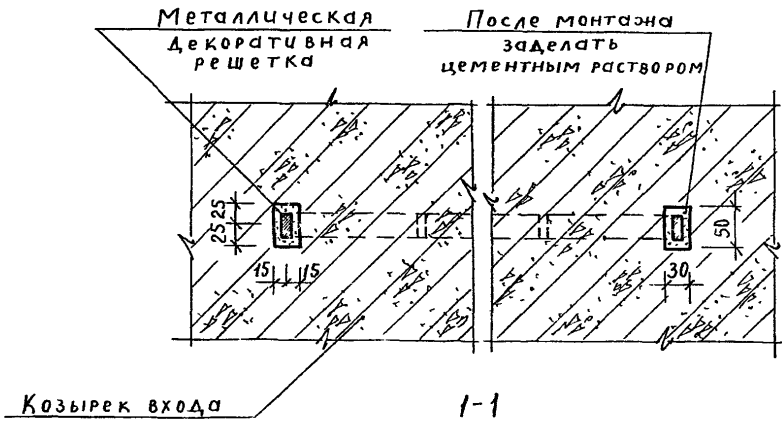 Металлическая
декоративная
решетка
После монтажа
заделать
цементным раствором
25 25
50
15 15
30
Козырек входа
1-1